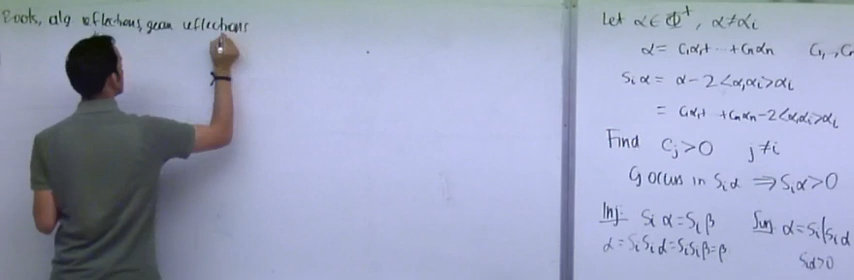 Roots, alg reflections, geom reflections
Let α ∈ Φ⁺, α ≠ αᵢ
α = c₁α₁ + ⋯ + cₙαₙ c₁, ⋯, cₙ
sᵢα = α − 2<α,αᵢ>αᵢ
= c₁α₁ + cₙαₙ − 2<α,αᵢ>αᵢ
Find cⱼ > 0 j ≠ i
cⱼ occurs in sᵢα ⇒ sᵢα > 0
Inj: sᵢα = sᵢβ Surj α = sᵢ(sᵢα
α = sᵢsᵢα = sᵢsᵢβ = β
sᵢα > 0